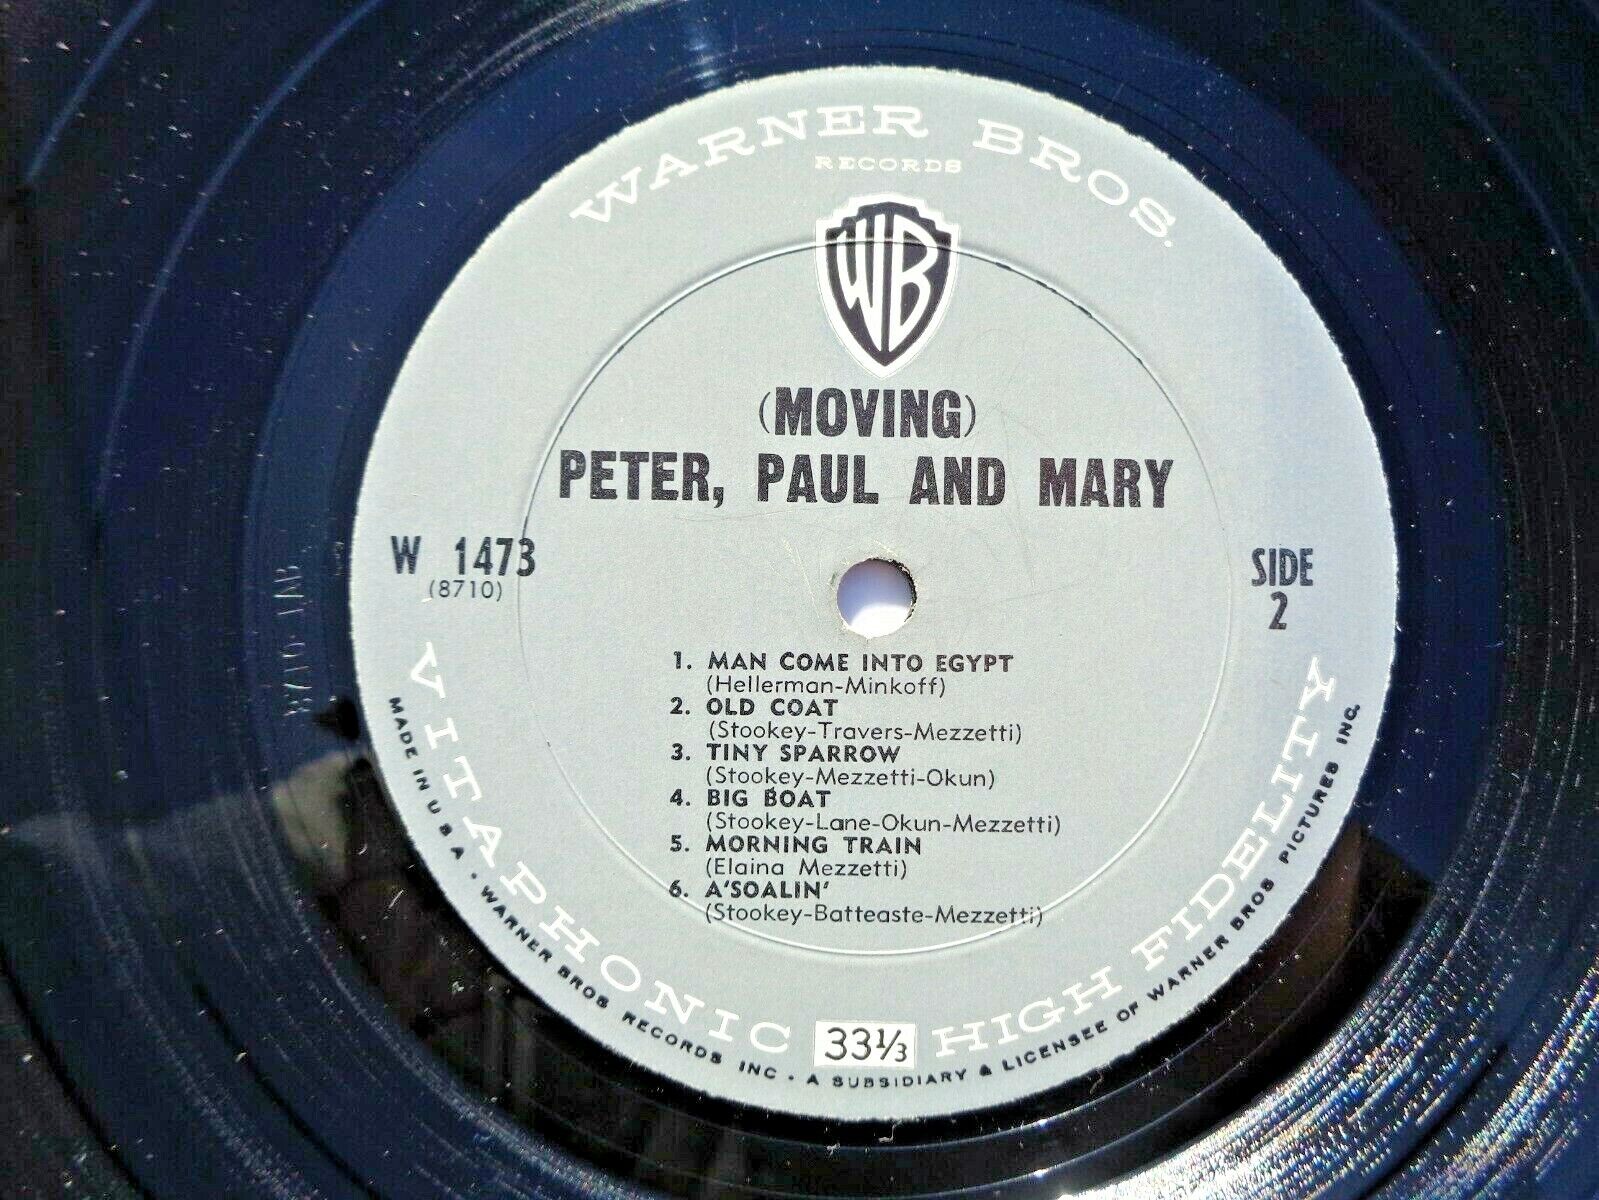 WARNER BROS.
RECORDS
WB
(MOVING)
PETER, PAUL AND MARY
W 1473
(8710)
SIDE
2
1. MAN COME INTO EGYPT
(Hellerman-Minkoff)
2. OLD COAT
(Stookey-Travers-Mezzetti)
3. TINY SPARROW
(Stookey-Mezzetti-Okun)
4. BIG BOAT
(Stookey-Lane-Okun-Mezzetti)
5. MORNING TRAIN
(Elaina Mezzetti)
6. A'SOALIN'
(Stookey-Batteaste-Mezzetti)
VITAPHONIC HIGH FIDELITY
33⅓
MADE IN U S A • WARNER BROS RECORDS INC • A SUBSIDIARY & LICENSEE OF WARNER BROS PICTURES INC.